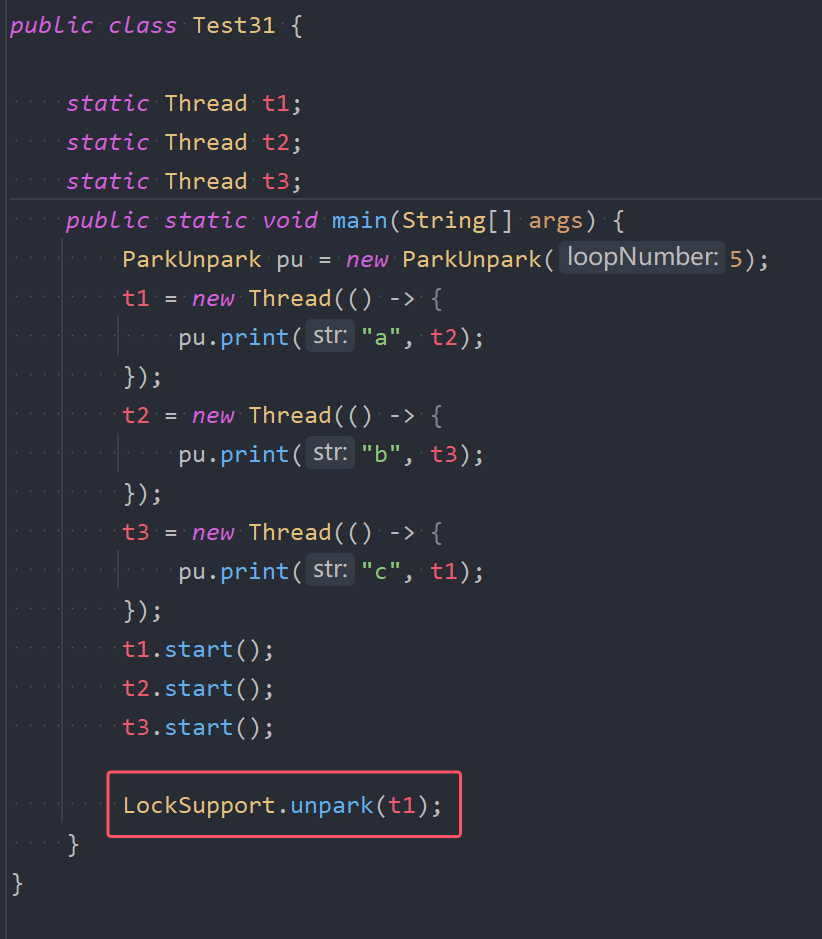 public class Test31 {
static Thread t1;
static Thread t2;
static Thread t3;
public static void main(String[] args) {
ParkUnpark pu = new ParkUnpark( loopNumber: 5);
t1 = new Thread(() -> {
pu.print( str: "a", t2);
});
t2 = new Thread(() -> {
pu.print( str: "b", t3);
});
t3 = new Thread(() -> {
pu.print( str: "c", t1);
});
t1.start();
t2.start();
t3.start();
LockSupport.unpark(t1);
}
}